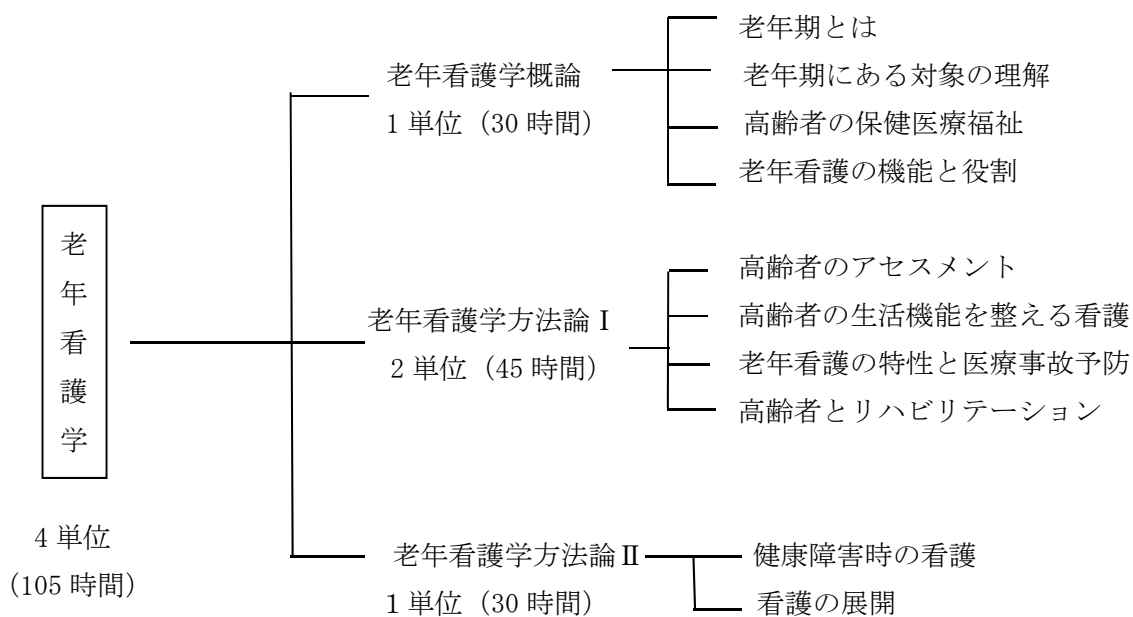 老年看護学
4単位
(105時間)
老年看護学概論
1単位（30時間）
老年期とは
老年期にある対象の理解
高齢者の保健医療福祉
老年看護の機能と役割
老年看護学方法論Ⅰ
2単位（45時間）
高齢者のアセスメント
高齢者の生活機能を整える看護
老年看護の特性と医療事故予防
高齢者とリハビリテーション
老年看護学方法論Ⅱ
1単位（30時間）
健康障害時の看護
看護の展開